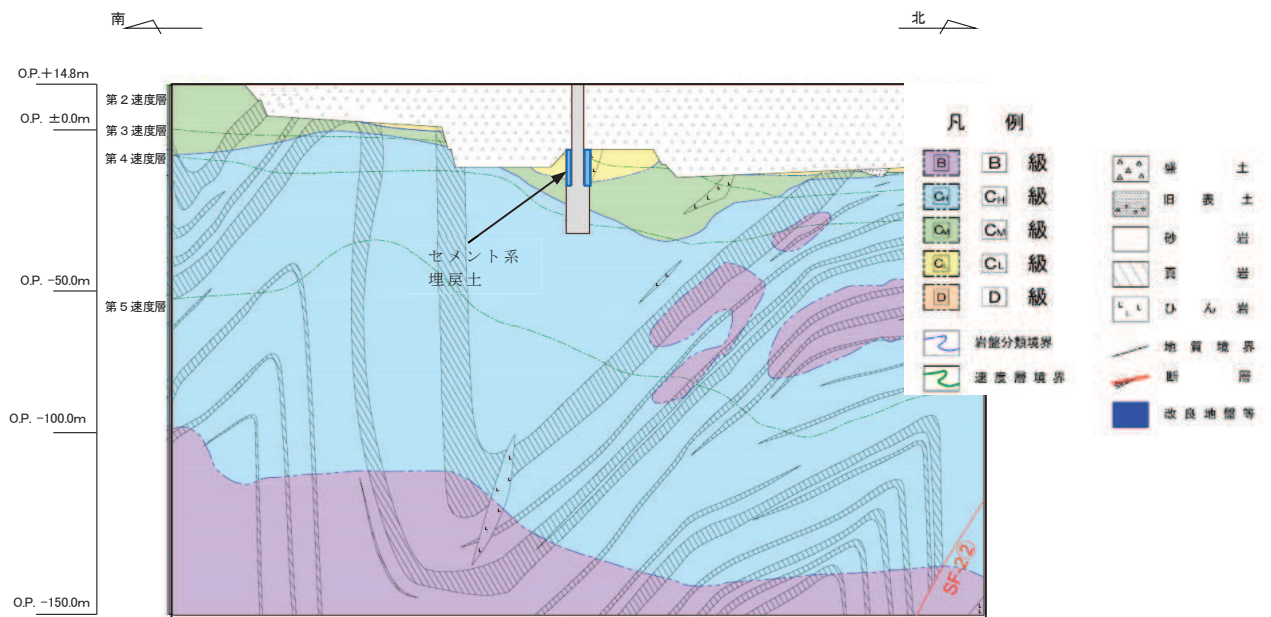 南
北
O.P.+14.8m
O.P. ±0.0m
O.P. -50.0m
O.P. -100.0m
O.P. -150.0m
第2速度層
第3速度層
第4速度層
第5速度層
セメント系
埋戻土
SF-22
凡 例
B B 級
CH CH 級
CM CM 級
CL CL 級
D D 級
岩盤分類境界
速度層境界
盛 土
旧 表 土
砂 岩
頁 岩
ひ ん 岩
地質境界
断 層
改良地盤等